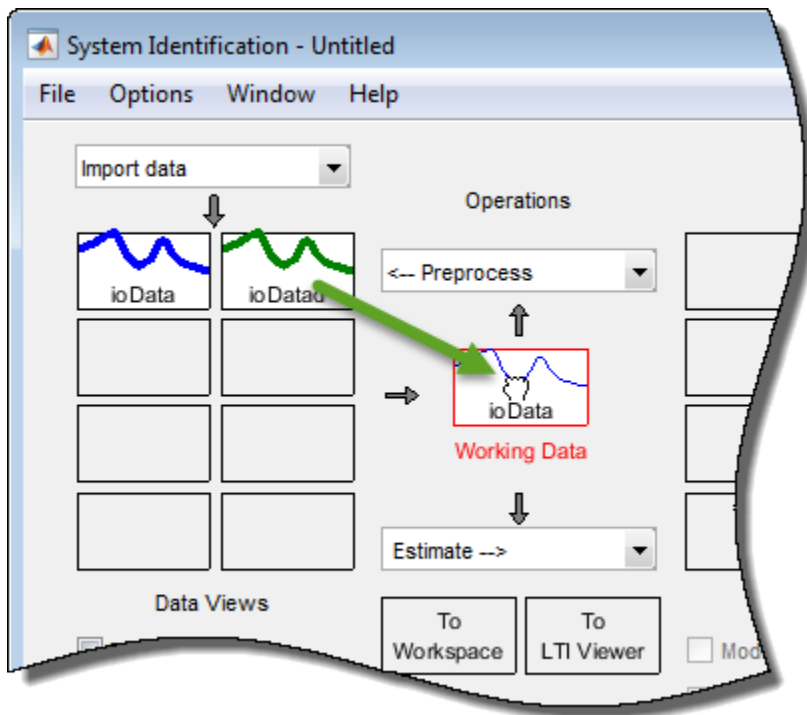 System Identification - Untitled
File Options Window Help
Import data
Operations
ioData
ioDatad
<-- Preprocess
ioData
Working Data
Estimate -->
Data Views
To
Workspace
To
LTI Viewer